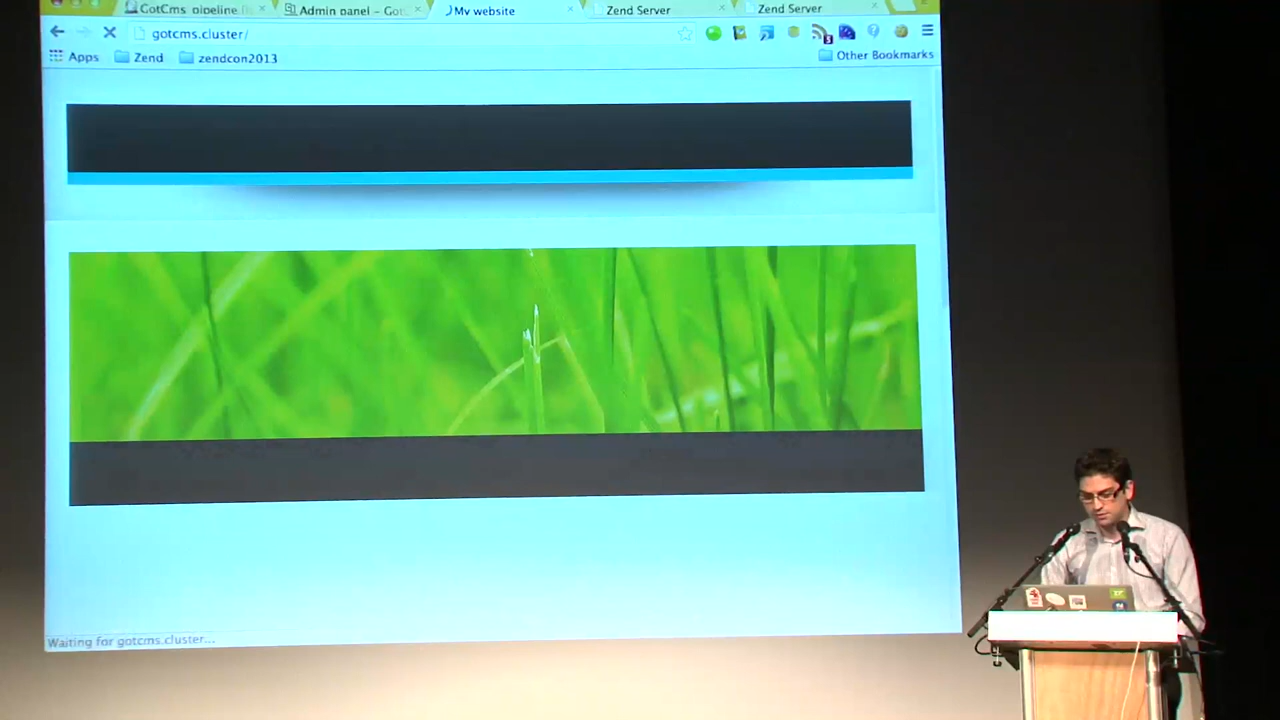 GotCms pipeline
Admin panel - Got
My website
Zend Server
Zend Server
gotcms.cluster/
Apps
Zend
zendcon2013
Other Bookmarks
Waiting for gotcms.cluster...